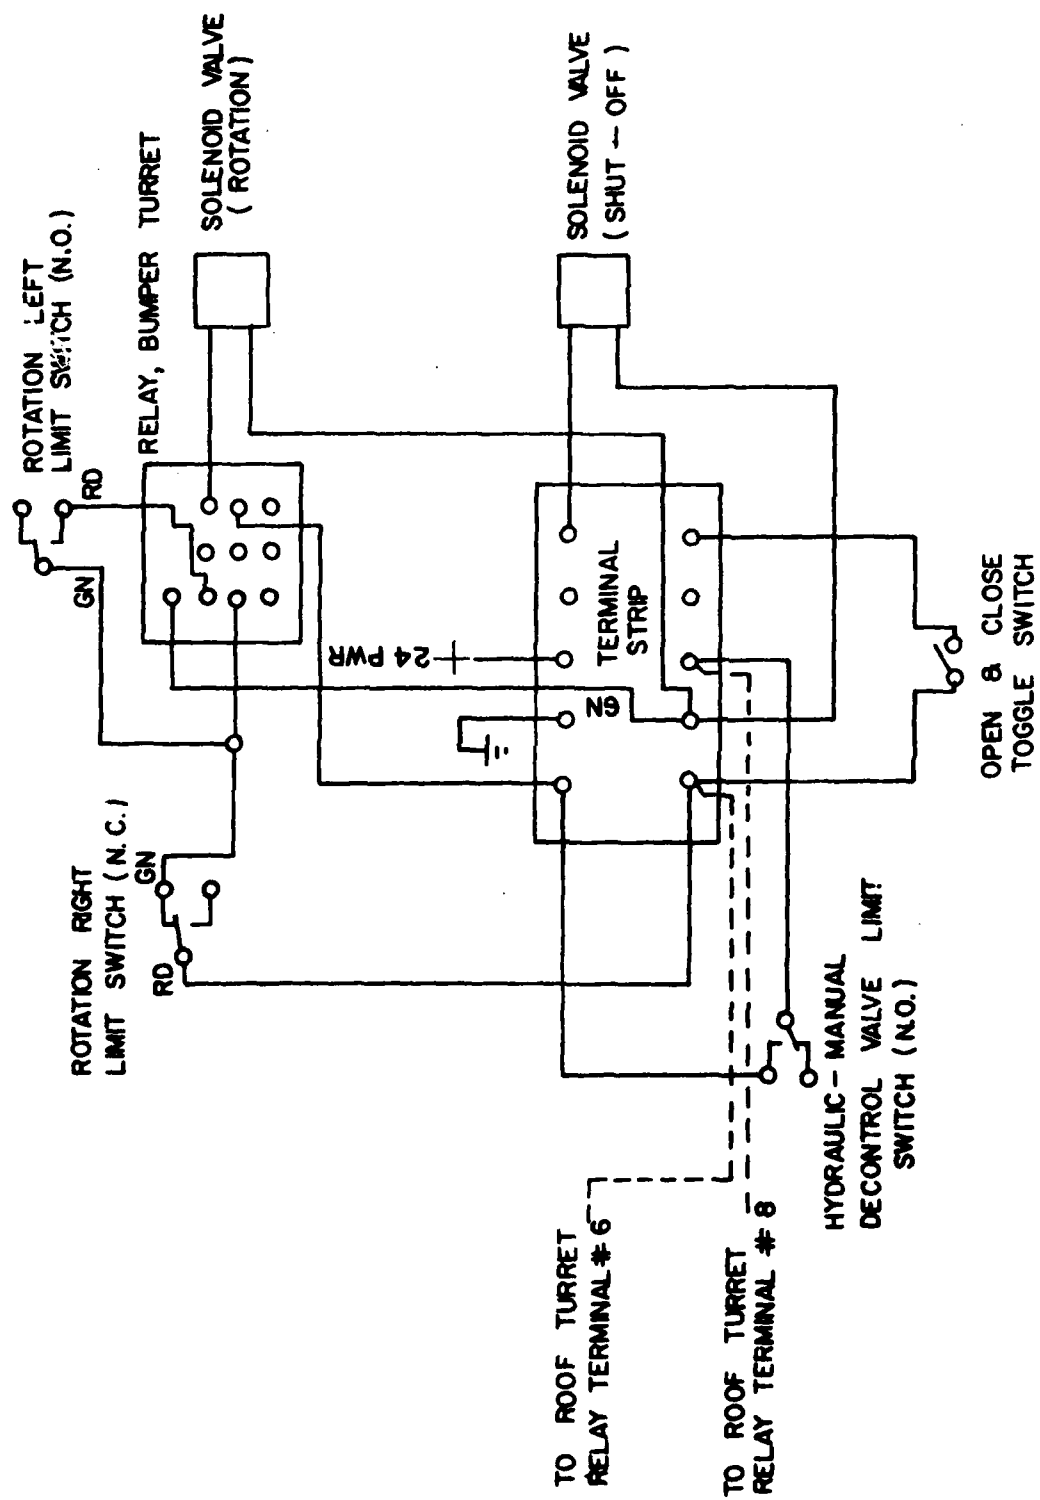 ROTATION LEFT
LIMIT SWITCH (N.O.)
RD
GN
RELAY, BUMPER TURRET
SOLENOID VALVE
(ROTATION)
SOLENOID VALVE
(SHUT-OFF)
ROTATION RIGHT
LIMIT SWITCH (N.C.)
GN
RD
24 PWR
GN
TERMINAL
STRIP
OPEN & CLOSE
TOGGLE SWITCH
HYDRAULIC-MANUAL
DECONTROL VALVE LIMIT
SWITCH (N.O.)
TO ROOF TURRET
RELAY TERMINAL # 6
TO ROOF TURRET
RELAY TERMINAL # 8